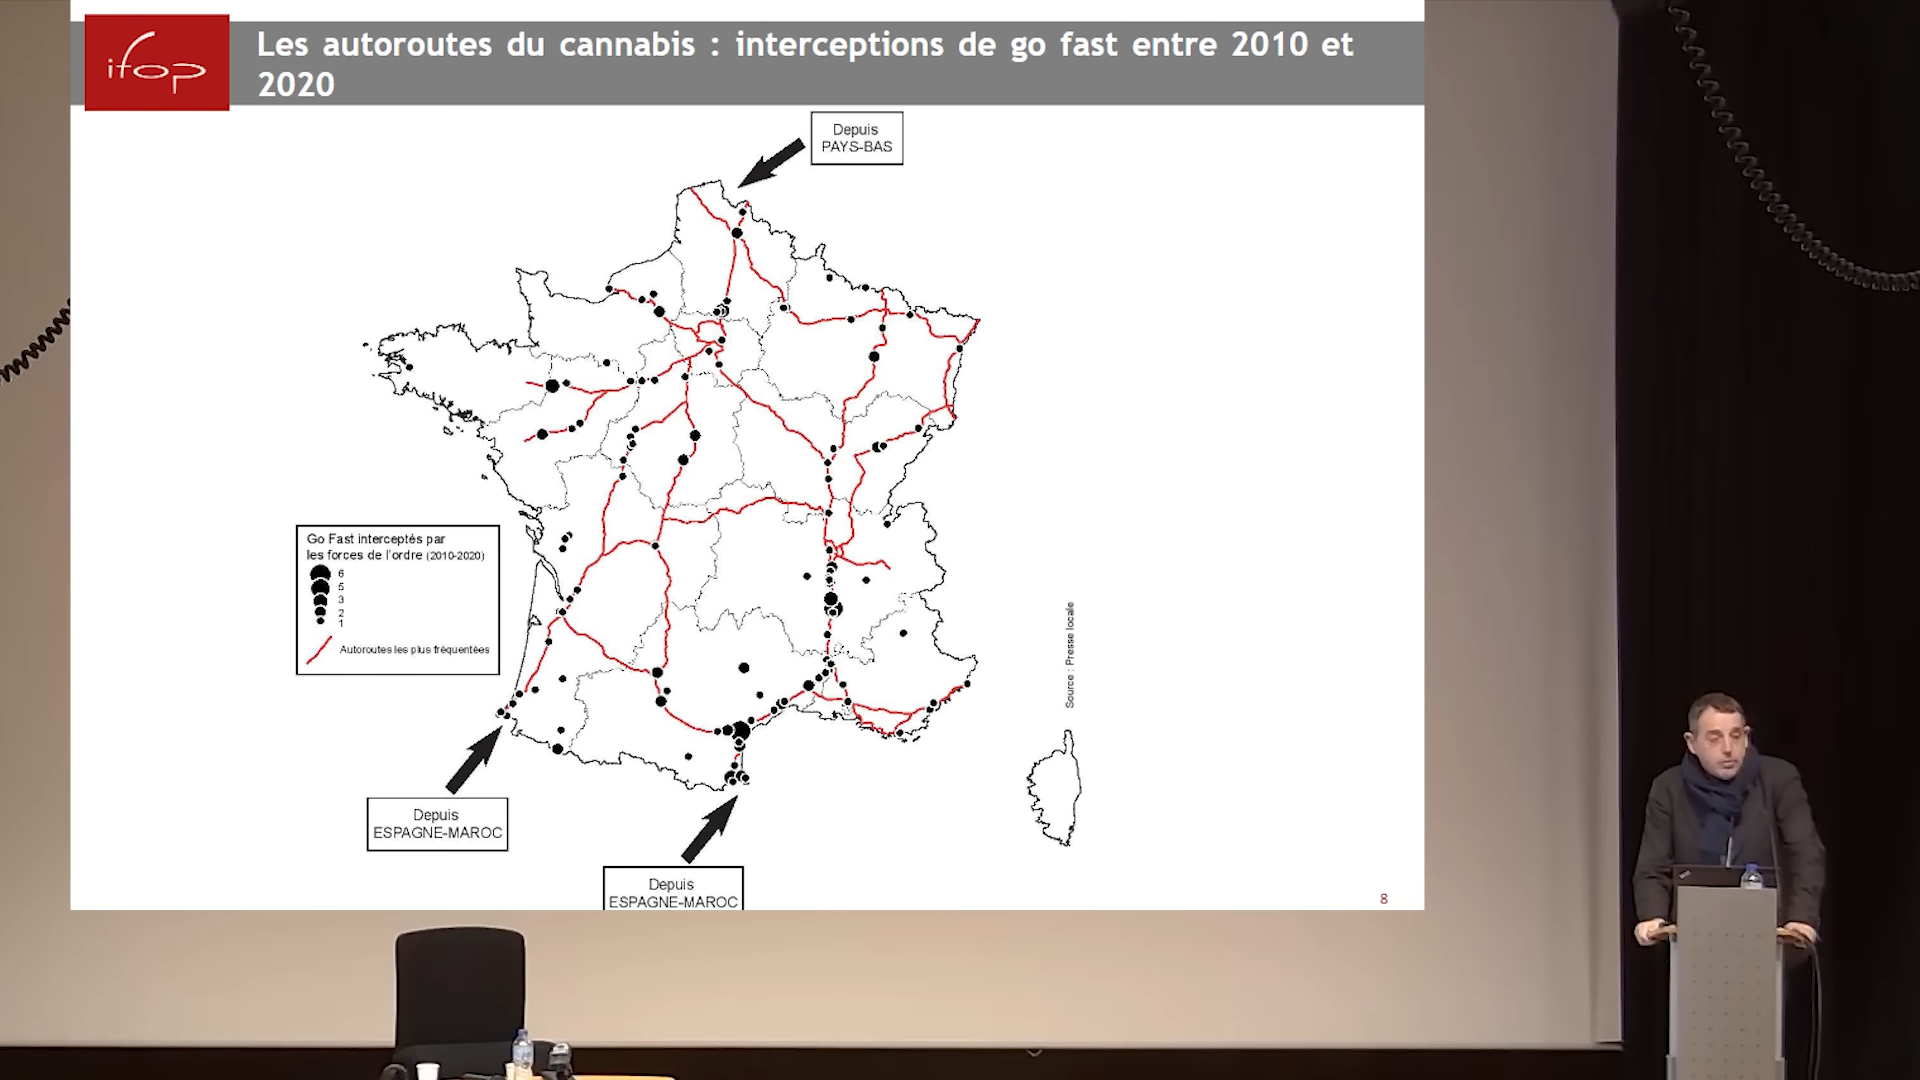 ifop
Les autoroutes du cannabis : interceptions de go fast entre 2010 et
2020
Depuis
PAYS-BAS
Go Fast interceptés par
les forces de l'ordre (2010-2020)
6
5
3
2
1
Autoroutes les plus fréquentées
Source : Presse locale
Depuis
ESPAGNE-MAROC
Depuis
ESPAGNE-MAROC
8